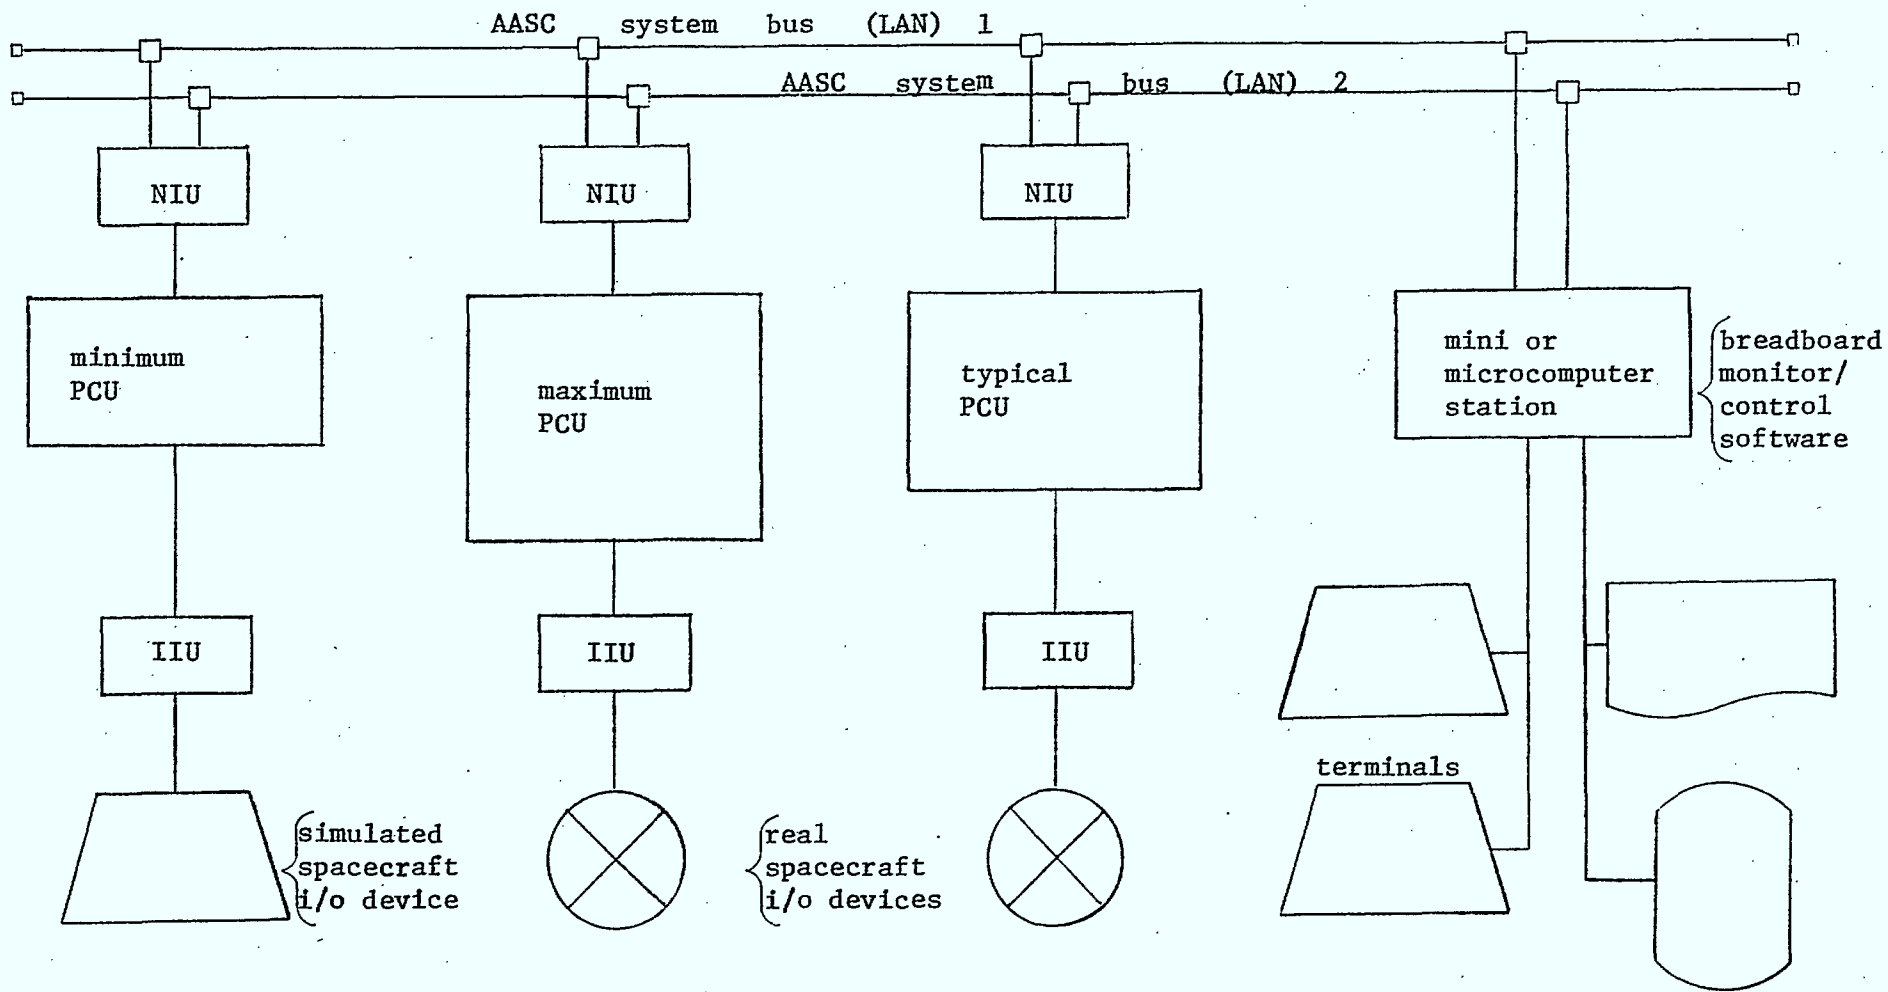 AASC system bus (LAN) 1
AASC system bus (LAN) 2
NIU
NIU
NIU
minimum
PCU
maximum
PCU
typical
PCU
mini or
microcomputer
station
breadboard
monitor/
control
software
IIU
IIU
IIU
terminals
simulated
spacecraft
i/o device
real
spacecraft
i/o devices